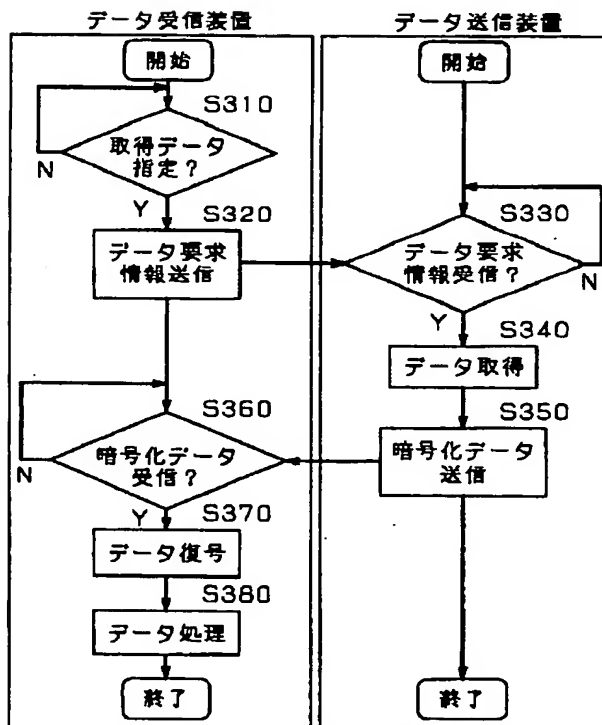 データ受信装置
開始
S310
取得データ
指定?
N
Y
S320
データ要求
情報送信
S360
暗号化データ
受信?
N
Y
S370
データ復号
S380
データ処理
終了
データ送信装置
開始
S330
データ要求
情報受信?
N
Y
S340
データ取得
S350
暗号化データ
送信
終了